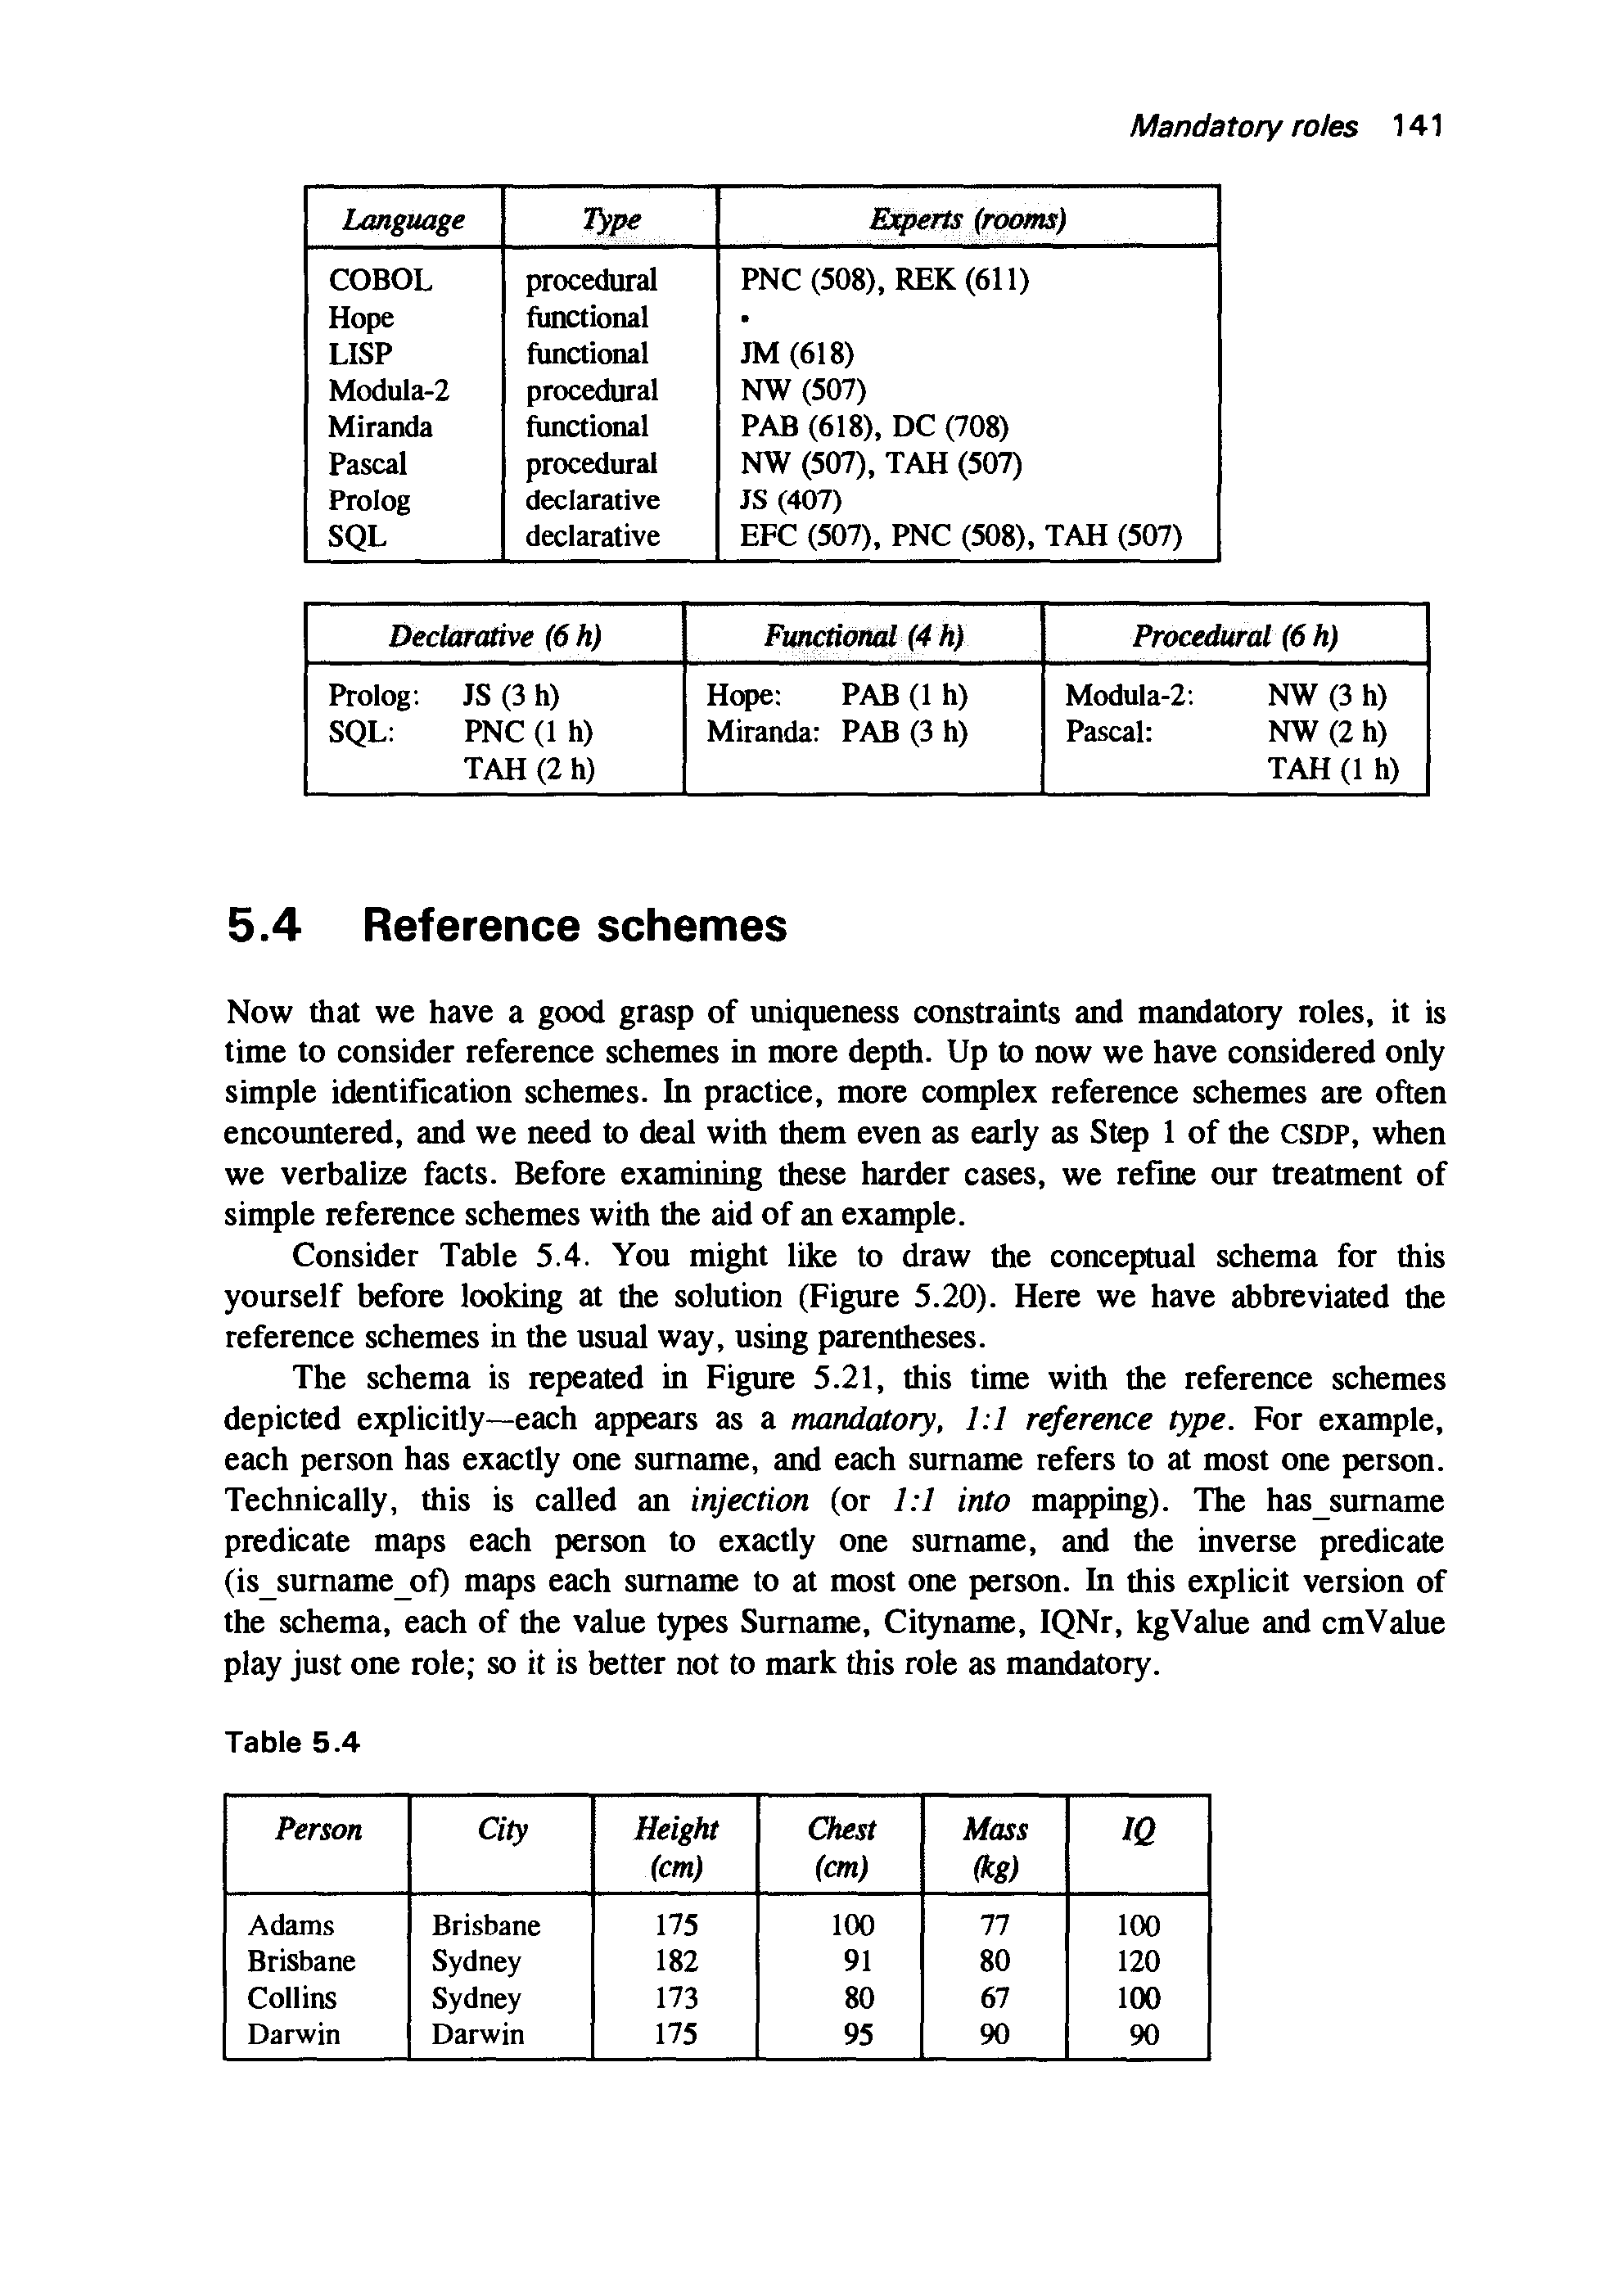 Mandatory roles 141
Language Type Experts (rooms)
COBOL procedural PNC (508), REK (611)
Hope functional •
LISP functional JM (618)
Modula-2 procedural NW (507)
Miranda functional PAB (618), DC (708)
Pascal procedural NW (507), TAH (507)
Prolog declarative JS (407)
SQL declarative EFC (507), PNC (508), TAH (507)
Declarative (6 h) Functional (4 h) Procedural (6 h)
Prolog: JS (3 h) Hope: PAB (1 h) Modula-2: NW (3 h)
SQL: PNC (1 h) Miranda: PAB (3 h) Pascal: NW (2 h)
TAH (2 h) TAH (1 h)
5.4 Reference schemes
Now that we have a good grasp of uniqueness constraints and mandatory roles, it is
time to consider reference schemes in more depth. Up to now we have considered only
simple identification schemes. In practice, more complex reference schemes are often
encountered, and we need to deal with them even as early as Step 1 of the CSDP, when
we verbalize facts. Before examining these harder cases, we refine our treatment of
simple reference schemes with the aid of an example.
Consider Table 5.4. You might like to draw the conceptual schema for this
yourself before looking at the solution (Figure 5.20). Here we have abbreviated the
reference schemes in the usual way, using parentheses.
The schema is repeated in Figure 5.21, this time with the reference schemes
depicted explicitly—each appears as a mandatory, 1:1 reference type. For example,
each person has exactly one surname, and each surname refers to at most one person.
Technically, this is called an injection (or 1:1 into mapping). The has_surname
predicate maps each person to exactly one surname, and the inverse predicate
(is_surname_of) maps each surname to at most one person. In this explicit version of
the schema, each of the value types Surname, Cityname, IQNr, kgValue and cmValue
play just one role; so it is better not to mark this role as mandatory.
Table 5.4
Person City Height Chest Mass IQ
(cm) (cm) (kg)
Adams Brisbane 175 100 77 100
Brisbane Sydney 182 91 80 120
Collins Sydney 173 80 67 100
Darwin Darwin 175 95 90 90